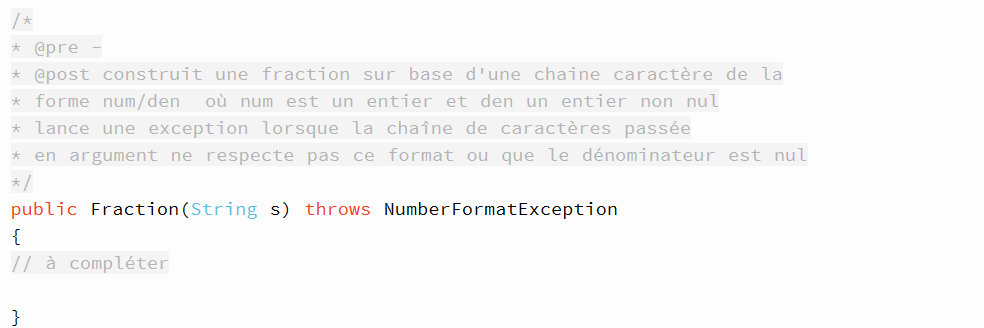 /*
* @pre -
* @post construit une fraction sur base d'une chaine caractère de la
* forme num/den  où num est un entier et den un entier non nul
* lance une exception lorsque la chaîne de caractères passée
* en argument ne respecte pas ce format ou que le dénominateur est nul
*/
public Fraction(String s) throws NumberFormatException
{
// à compléter
}